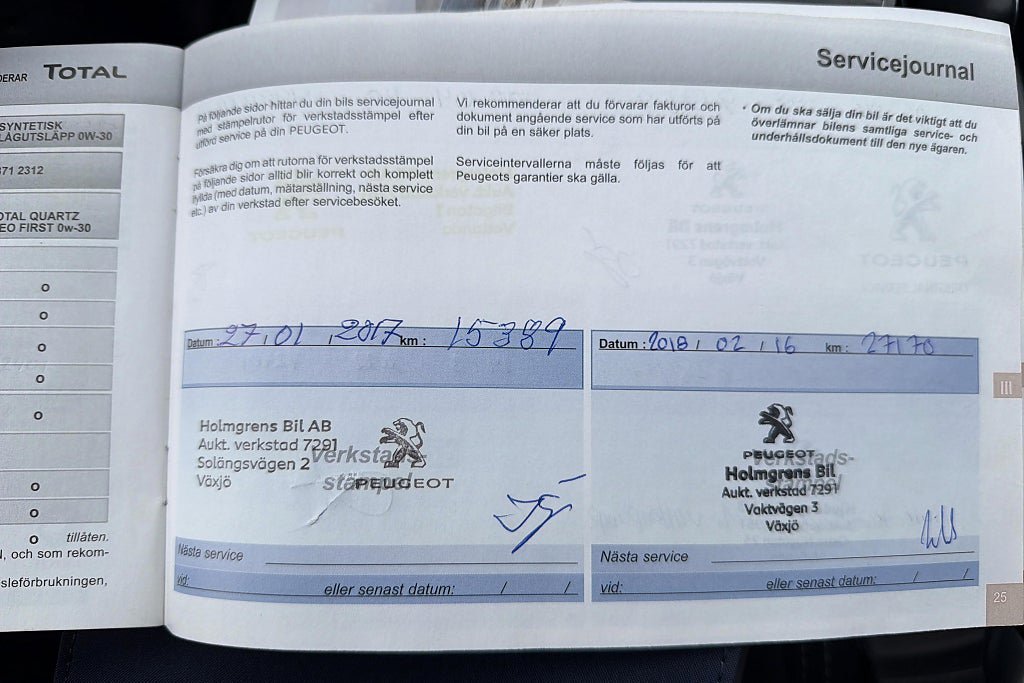 DERAR TOTAL
SYNTETISK
LÅGUTSLÄPP 0W-30
371 2312
OTAL QUARTZ
EO FIRST 0w-30
o
o
o
o
o
o
o
o tillåten.
och som rekom-
sleförbrukningen,
Servicejournal
På följande sidor hittar du din bils servicejournal
med stämpelrutor för verkstadsstämpel efter
utförd service på din PEUGEOT.
Försäkra dig om att rutorna för verkstadsstämpel
på följande sidor alltid blir korrekt och komplett
ifyllda (med datum, mätarställning, nästa service
etc.) av din verkstad efter servicebesöket.
Vi rekommenderar att du förvarar fakturor och
dokument angående service som har utförts på
din bil på en säker plats.
Serviceintervallerna måste följas för att
Peugeots garantier ska gälla.
• Om du ska sälja din bil är det viktigt att du
överlämnar bilens samtliga service- och
underhållsdokument till den nye ägaren.
Datum : 27.01 .2017 km : 15389
Holmgrens Bil AB
Aukt. verkstad 7291
Solängsvägen 2
Växjö
Verkstads-
stämpel
PEUGEOT
Nästa service
vid: eller senast datum: / /
Datum : 2018 / 02 / 16 km : 27170
Verkstads-
stämpel
PEUGEOT
Holmgrens Bil
Aukt. verkstad 7291
Vaktvägen 3
Växjö
Nästa service
vid: eller senast datum: / /
III
25